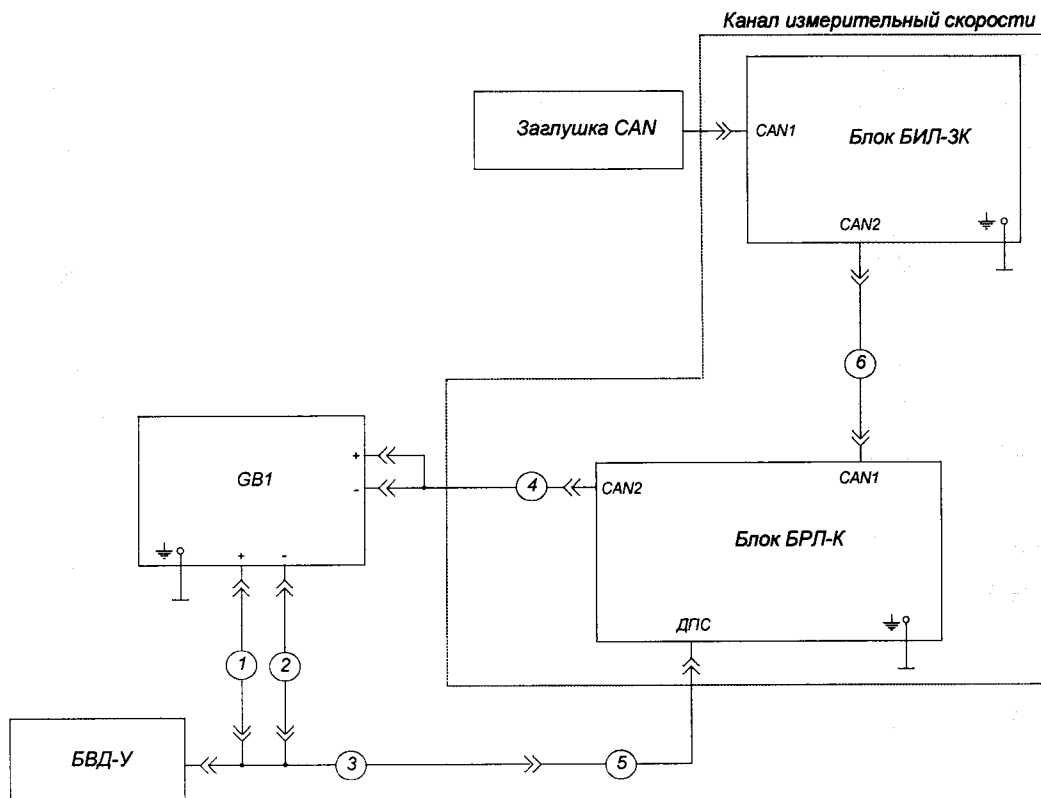 Канал измерительный скорости
Заглушка CAN
CAN1
Блок БИЛ-3К
CAN2
6
GB1
+
-
4
CAN2
CAN1
Блок БРЛ-К
+
-
ДПС
1
2
БВД-У
3
5